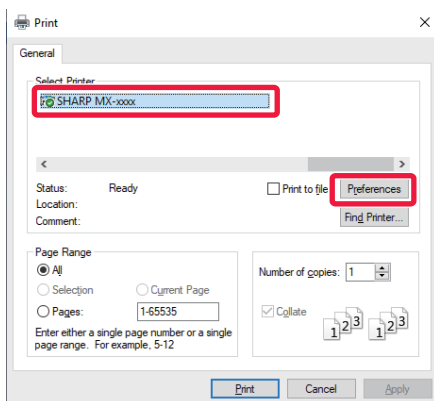 Print
General
Select Printer
SHARP MX-xxxx
Status: Ready
Print to file
Preferences
Location:
Comment:
Find Printer...
Page Range
All
Selection
Current Page
Pages:
1-65535
Enter either a single page number or a single
page range. For example, 5-12
Number of copies:
1
Collate
1 2 3
1 2 3
Print
Cancel
Apply